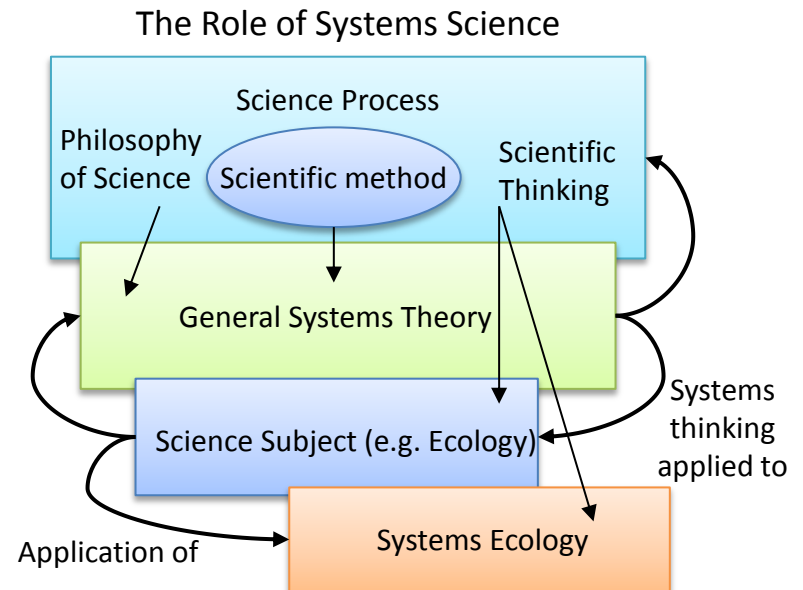 The Role of Systems Science
Science Process
Philosophy
of Science
Scientific method
Scientific
Thinking
General Systems Theory
Science Subject (e.g. Ecology)
Systems
thinking
applied to
Systems Ecology
Application of